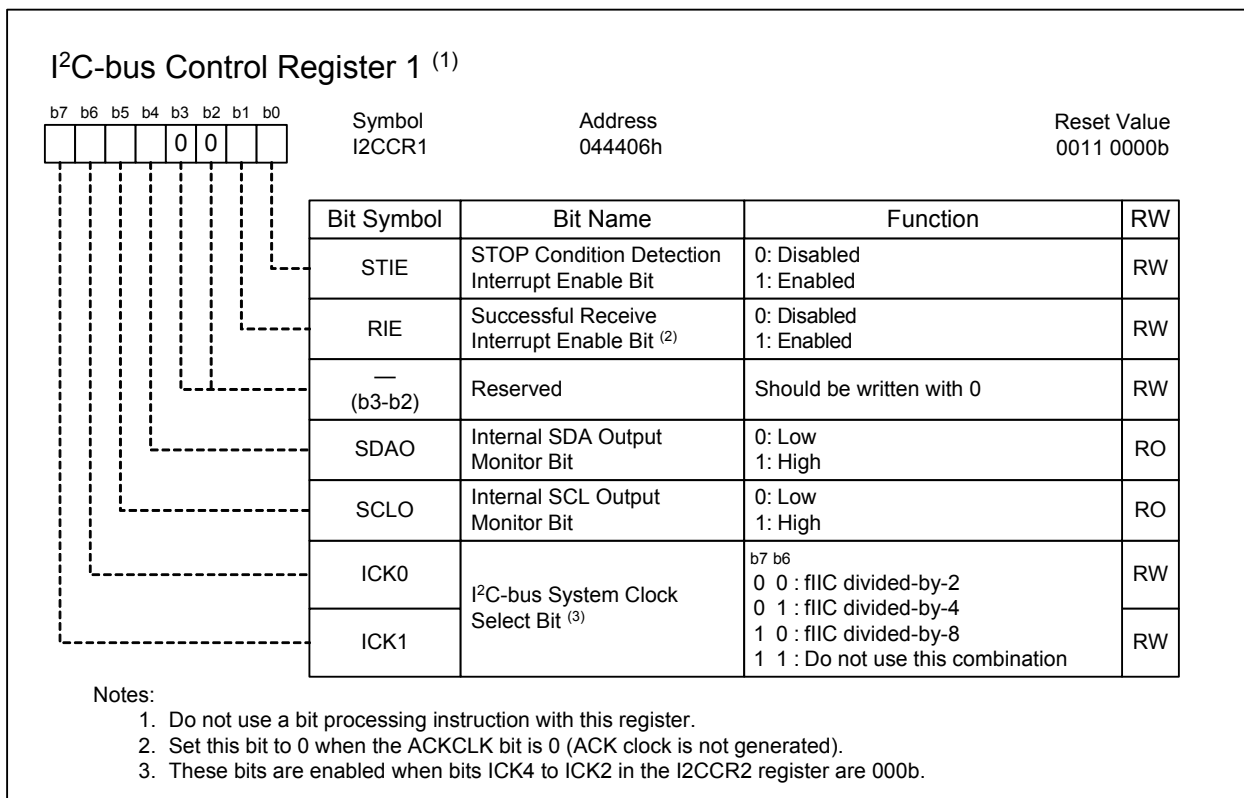 I²C-bus Control Register 1 (1)
b7 b6 b5 b4 b3 b2 b1 b0
0 0
Symbol Address Reset Value
I2CCR1 044406h 0011 0000b
Bit Symbol Bit Name Function RW
STIE STOP Condition Detection Interrupt Enable Bit 0: Disabled 1: Enabled RW
RIE Successful Receive Interrupt Enable Bit (2) 0: Disabled 1: Enabled RW
— (b3-b2) Reserved Should be written with 0 RW
SDAO Internal SDA Output Monitor Bit 0: Low 1: High RO
SCLO Internal SCL Output Monitor Bit 0: Low 1: High RO
ICK0 RW
ICK1 RW
I²C-bus System Clock
Select Bit (3)
b7 b6
0 0 : fIIC divided-by-2
0 1 : fIIC divided-by-4
1 0 : fIIC divided-by-8
1 1 : Do not use this combination
Notes:
1. Do not use a bit processing instruction with this register.
2. Set this bit to 0 when the ACKCLK bit is 0 (ACK clock is not generated).
3. These bits are enabled when bits ICK4 to ICK2 in the I2CCR2 register are 000b.